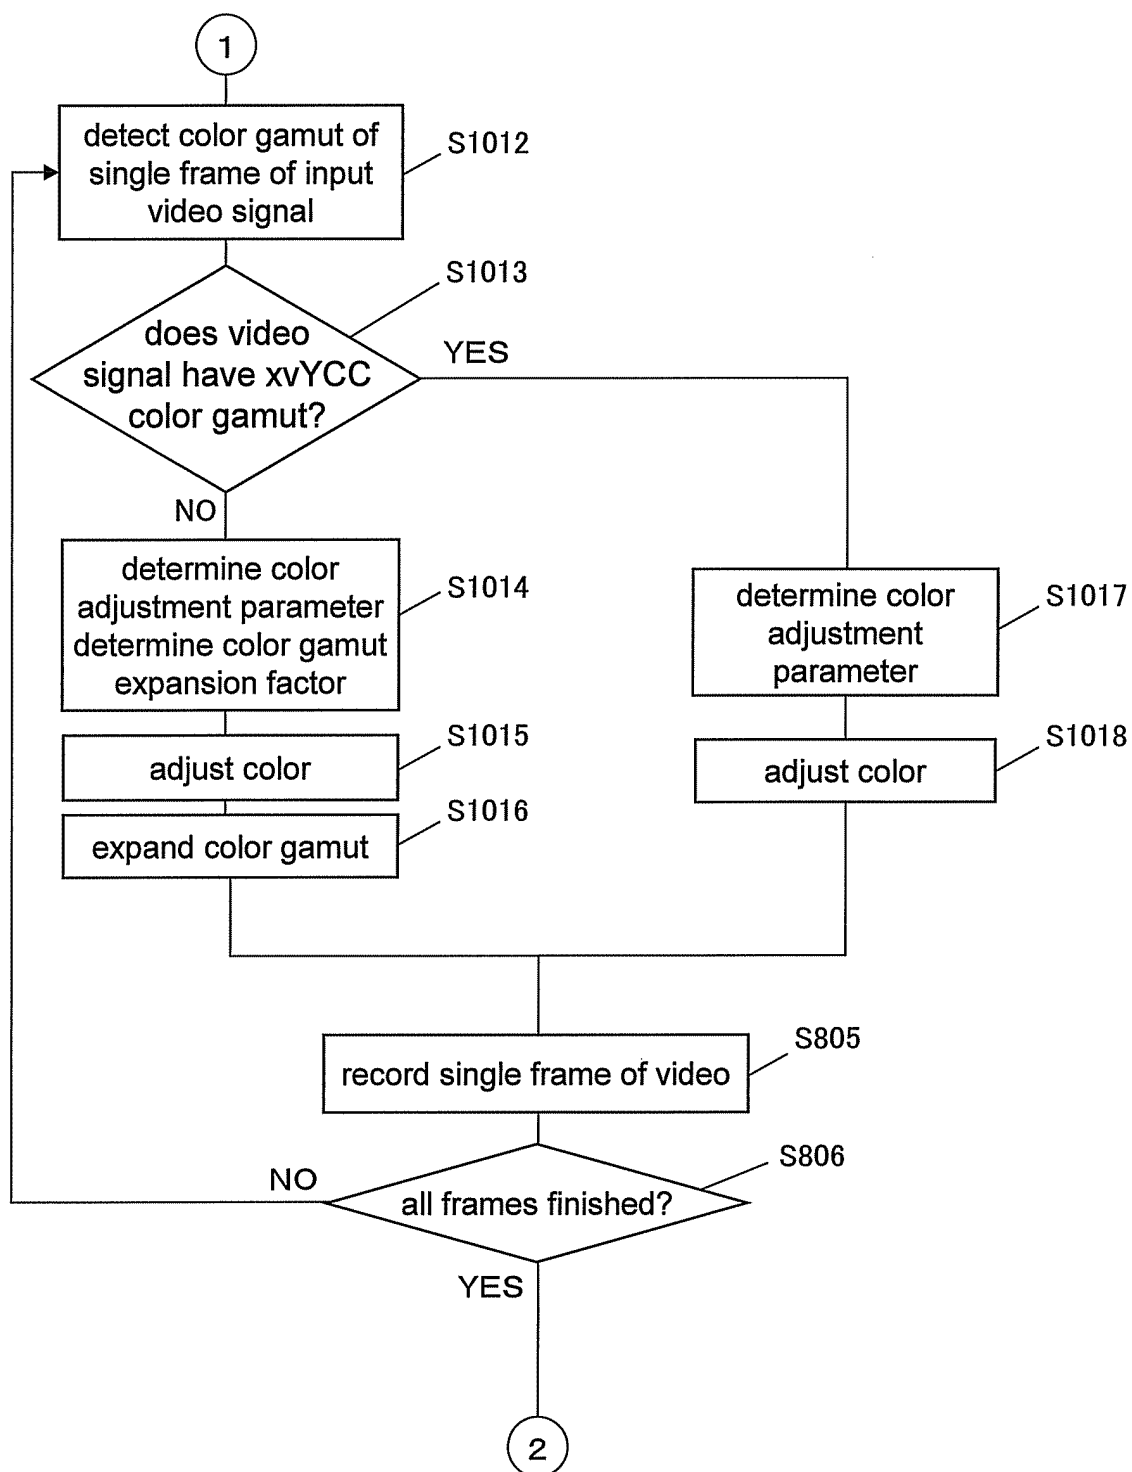 1
detect color gamut of
single frame of input
video signal
S1012
S1013
does video
signal have xvYCC
color gamut?
YES
NO
determine color
adjustment parameter
determine color gamut
expansion factor
S1014
determine color
adjustment
parameter
S1017
adjust color
S1015
adjust color
S1018
expand color gamut
S1016
record single frame of video
S805
S806
NO
all frames finished?
YES
2